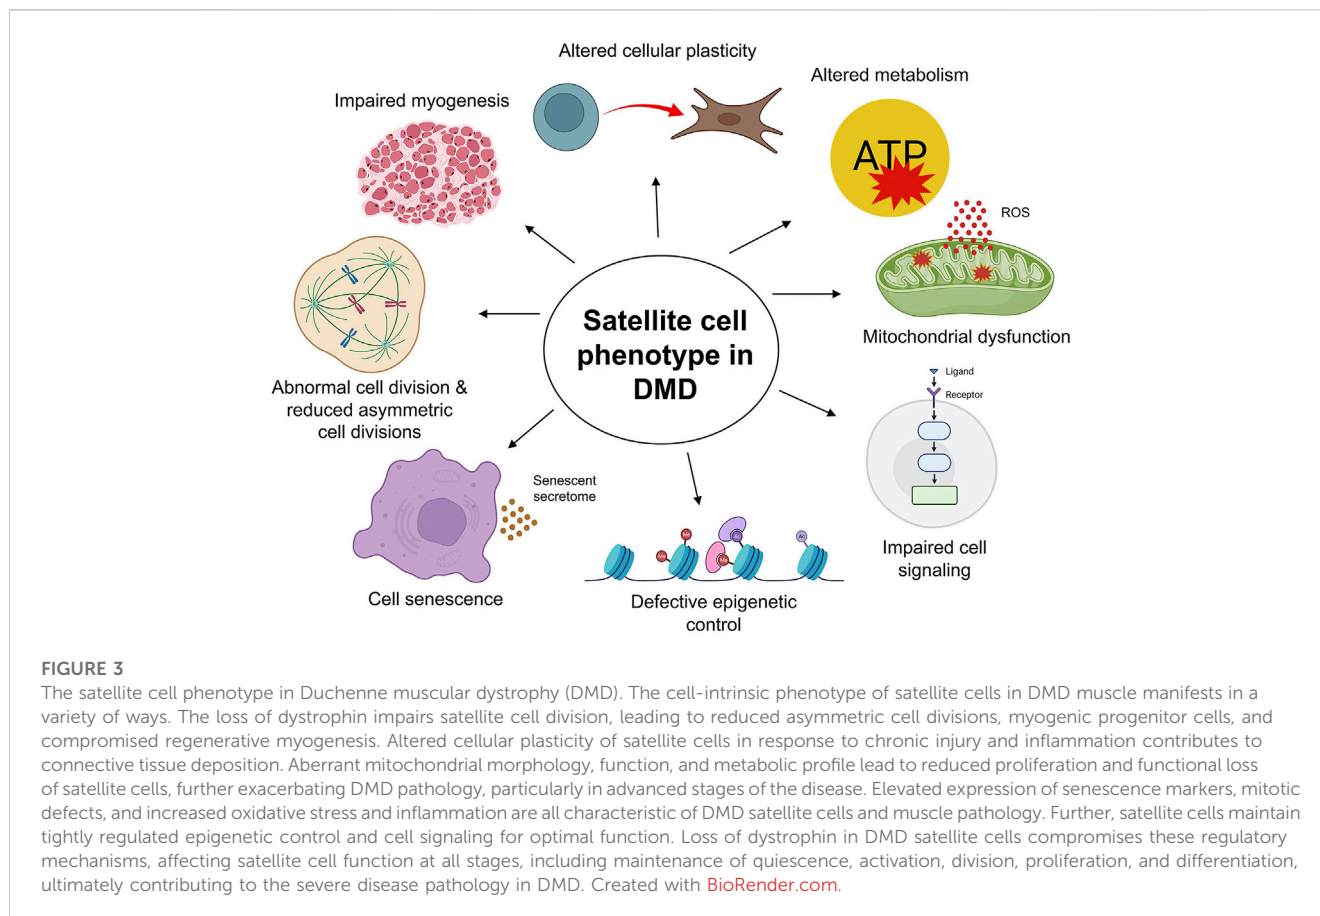 Altered cellular plasticity
Altered metabolism
Impaired myogenesis
ATP
ROS
Satellite cell
phenotype in
DMD
Mitochondrial dysfunction
Ligand
Receptor
Abnormal cell division &
reduced asymmetric
cell divisions
Senescent
secretome
Me
Me
Ac
Me
Ac
Impaired cell
signaling
Cell senescence
Defective epigenetic
control
FIGURE 3
The satellite cell phenotype in Duchenne muscular dystrophy (DMD). The cell-intrinsic phenotype of satellite cells in DMD muscle manifests in a
variety of ways. The loss of dystrophin impairs satellite cell division, leading to reduced asymmetric cell divisions, myogenic progenitor cells, and
compromised regenerative myogenesis. Altered cellular plasticity of satellite cells in response to chronic injury and inflammation contributes to
connective tissue deposition. Aberrant mitochondrial morphology, function, and metabolic profile lead to reduced proliferation and functional loss
of satellite cells, further exacerbating DMD pathology, particularly in advanced stages of the disease. Elevated expression of senescence markers, mitotic
defects, and increased oxidative stress and inflammation are all characteristic of DMD satellite cells and muscle pathology. Further, satellite cells maintain
tightly regulated epigenetic control and cell signaling for optimal function. Loss of dystrophin in DMD satellite cells compromises these regulatory
mechanisms, affecting satellite cell function at all stages, including maintenance of quiescence, activation, division, proliferation, and differentiation,
ultimately contributing to the severe disease pathology in DMD. Created with BioRender.com.